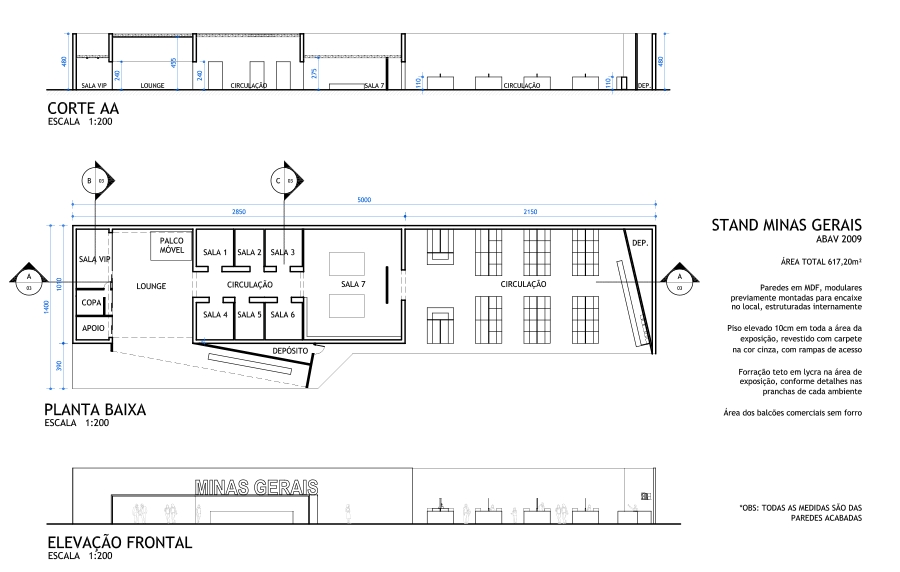 480
240
435
240
275
110
110
480
SALA VIP
LOUNGE
CIRCULAÇÃO
SALA 7
CIRCULAÇÃO
DEP.
CORTE AA
ESCALA 1:200
B
03
C
03
5000
2850
2150
PALCO
MÓVEL
SALA VIP
SALA 1
SALA 2
SALA 3
DEP.
A
03
LOUNGE
CIRCULAÇÃO
SALA 7
CIRCULAÇÃO
A
03
1010
1400
COPA
APOIO
SALA 4
SALA 5
SALA 6
DEPÓSITO
390
PLANTA BAIXA
ESCALA 1:200
MINAS GERAIS
ELEVAÇÃO FRONTAL
ESCALA 1:200
STAND MINAS GERAIS
ABAV 2009
ÁREA TOTAL 617,20m²
Paredes em MDF, modulares
previamente montadas para encaixe
no local, estruturadas internamente
Piso elevado 10cm em toda a área da
exposição, revestido com carpete
na cor cinza, com rampas de acesso
Forração teto em lycra na área de
exposição, conforme detalhes nas
pranchas de cada ambiente
Área dos balcões comerciais sem forro
*OBS: TODAS AS MEDIDAS SÃO DAS
PAREDES ACABADAS